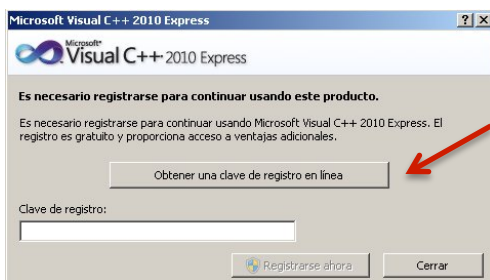 Microsoft Visual C++ 2010 Express
Microsoft®
Visual C++ 2010 Express
Es necesario registrarse para continuar usando este producto.
Es necesario registrarse para continuar usando Microsoft Visual C++ 2010 Express. El
registro es gratuito y proporciona acceso a ventajas adicionales.
Obtener una clave de registro en línea
Clave de registro:
Registrarse ahora
Cerrar